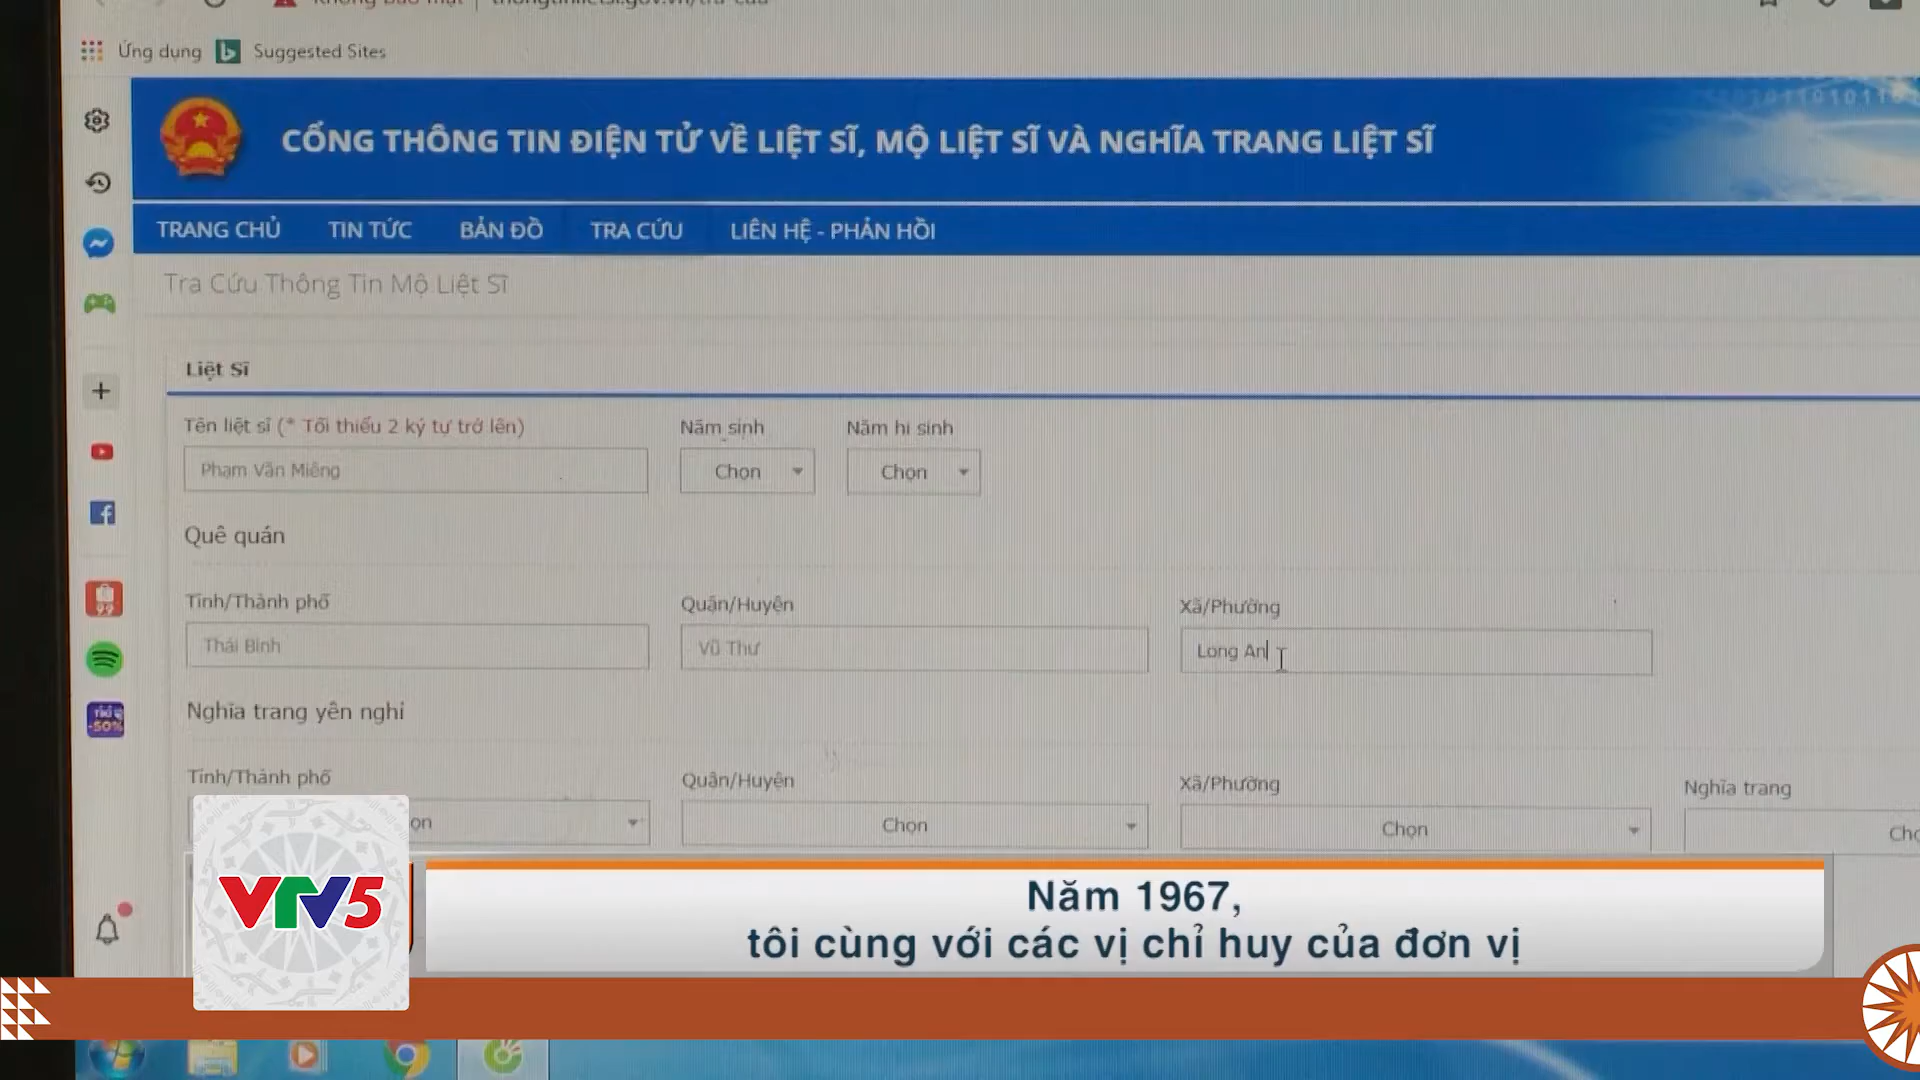 Ứng dụng Suggested Sites
CỔNG THÔNG TIN ĐIỆN TỬ VỀ LIỆT SĨ, MỘ LIỆT SĨ VÀ NGHĨA TRANG LIỆT SĨ
TRANG CHỦ TIN TỨC BẢN ĐỒ TRA CỨU LIÊN HỆ - PHẢN HỒI
Tra Cứu Thông Tin Mộ Liệt Sĩ
Liệt Sĩ
Tên liệt sĩ (* Tối thiểu 2 ký tự trở lên) Năm sinh Năm hi sinh
Phạm Văn Miêng Chọn Chọn
Quê quán
Tỉnh/Thành phố Quận/Huyện Xã/Phường
Thái Bình Vũ Thư Long An
Nghĩa trang yên nghỉ
Tỉnh/Thành phố Quận/Huyện Xã/Phường Nghĩa trang
Chọn Chọn
VTV5
Năm 1967,
tôi cùng với các vị chỉ huy của đơn vị